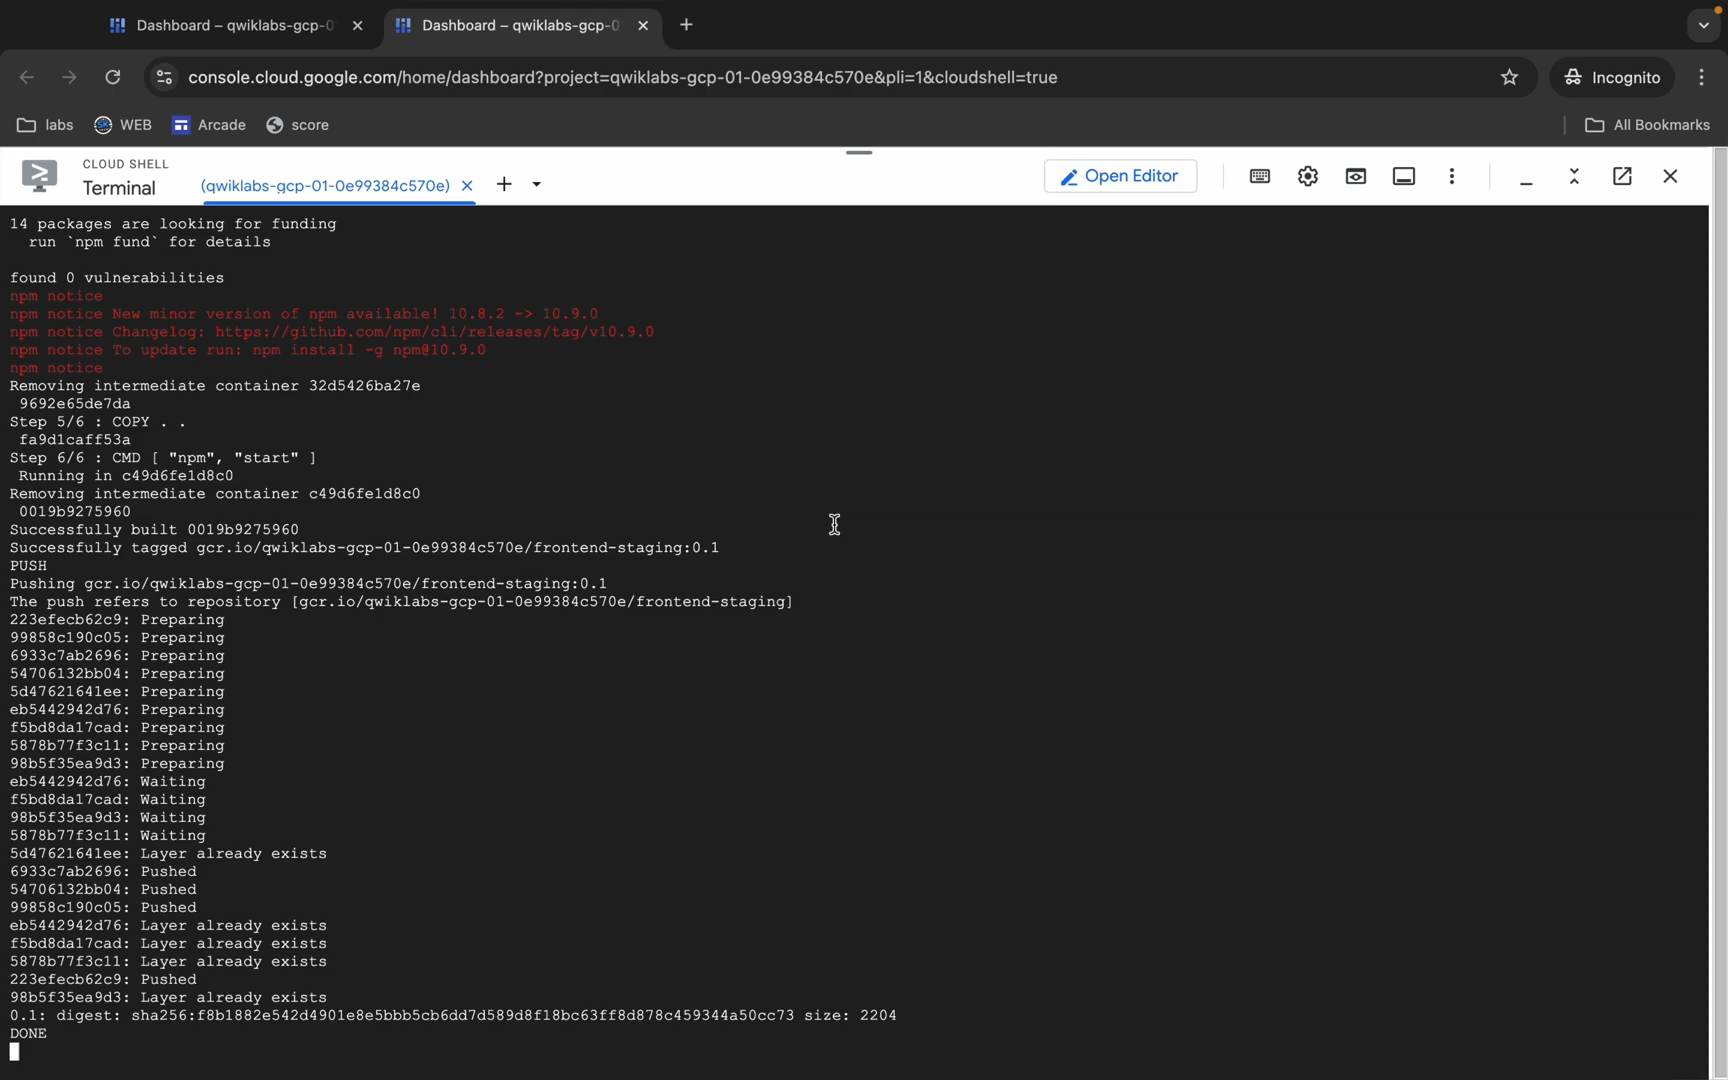 Dashboard – qwiklabs-gcp-0
Dashboard – qwiklabs-gcp-0
console.cloud.google.com/home/dashboard?project=qwiklabs-gcp-01-0e99384c570e&pli=1&cloudshell=true
Incognito
labs
WEB
Arcade
score
All Bookmarks
CLOUD SHELL
Terminal
(qwiklabs-gcp-01-0e99384c570e)
Open Editor
14 packages are looking for funding
run `npm fund` for details
found 0 vulnerabilities
npm notice
npm notice New minor version of npm available! 10.8.2 -> 10.9.0
npm notice Changelog: https://github.com/npm/cli/releases/tag/v10.9.0
npm notice To update run: npm install -g npm@10.9.0
npm notice
Removing intermediate container 32d5426ba27e
9692e65de7da
Step 5/6 : COPY . .
fa9d1caff53a
Step 6/6 : CMD [ "npm", "start" ]
Running in c49d6fe1d8c0
Removing intermediate container c49d6fe1d8c0
0019b9275960
Successfully built 0019b9275960
Successfully tagged gcr.io/qwiklabs-gcp-01-0e99384c570e/frontend-staging:0.1
PUSH
Pushing gcr.io/qwiklabs-gcp-01-0e99384c570e/frontend-staging:0.1
The push refers to repository [gcr.io/qwiklabs-gcp-01-0e99384c570e/frontend-staging]
223efecb62c9: Preparing
99858c190c05: Preparing
6933c7ab2696: Preparing
54706132bb04: Preparing
5d47621641ee: Preparing
eb5442942d76: Preparing
f5bd8da17cad: Preparing
5878b77f3c11: Preparing
98b5f35ea9d3: Preparing
eb5442942d76: Waiting
f5bd8da17cad: Waiting
98b5f35ea9d3: Waiting
5878b77f3c11: Waiting
5d47621641ee: Layer already exists
6933c7ab2696: Pushed
54706132bb04: Pushed
99858c190c05: Pushed
eb5442942d76: Layer already exists
f5bd8da17cad: Layer already exists
5878b77f3c11: Layer already exists
223efecb62c9: Pushed
98b5f35ea9d3: Layer already exists
0.1: digest: sha256:f8b1882e542d4901e8e5bbb5cb6dd7d589d8f18bc63ff8d878c459344a50cc73 size: 2204
DONE